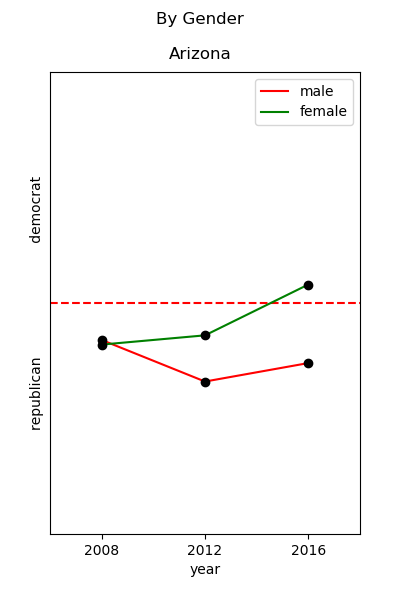 By Gender
Arizona
male
female
democrat
republican
2008
2012
2016
year